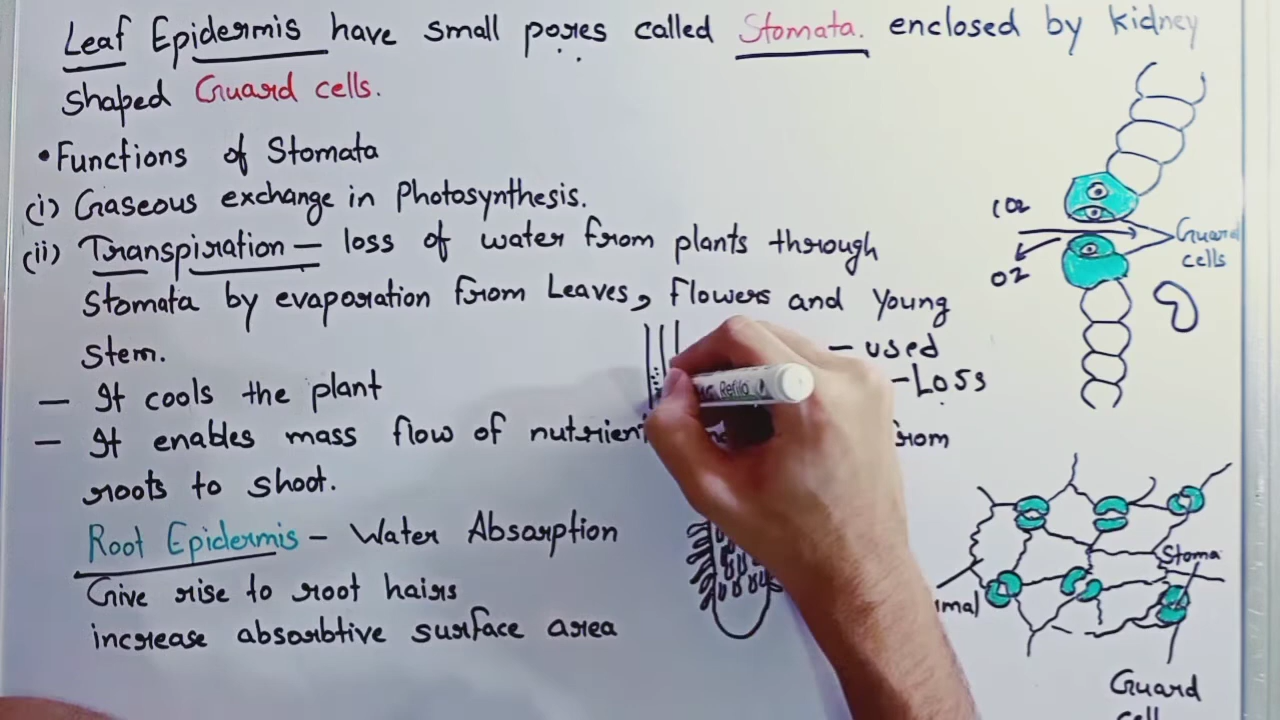 Leaf Epidermis have small pores called Stomata. enclosed by kidney
shaped Guard cells.
• Functions of Stomata
(i) Gaseous exchange in Photosynthesis.
(ii) Transpiration – loss of water from plants through
Stomata by evaporation from Leaves, flowers and young
stem.
– used
– It cools the plant
– Loss
– It enables mass flow of
roots to shoot.
Root Epidermis – Water Absorption
Give rise to root hairs
increase absorbtive surface area
CO2
O2
Guard
cells
Stoma
Guard
cell
Refilo